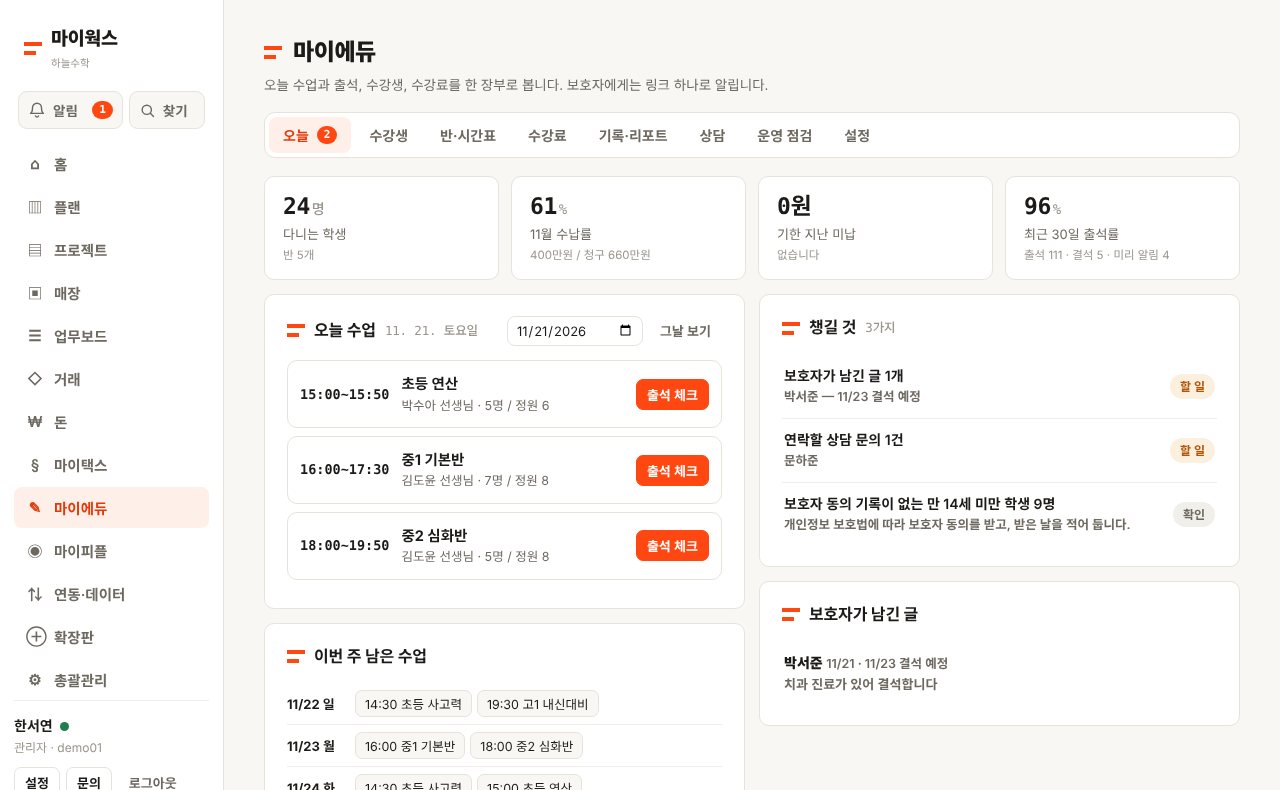 마이웍스
하늘수학
알림 1
찾기
홈
플랜
프로젝트
매장
업무보드
거래
₩ 돈
§ 마이택스
마이에듀
마이피플
연동·데이터
확장판
총괄관리
한서연
관리자 · demo01
설정 문의 로그아웃
마이에듀
오늘 수업과 출석, 수강생, 수강료를 한 장부로 봅니다. 보호자에게는 링크 하나로 알립니다.
오늘 2 수강생 반·시간표 수강료 기록·리포트 상담 운영 점검 설정
24명
다니는 학생
반 5개
61%
11월 수납률
400만원 / 청구 660만원
0원
기한 지난 미납
없습니다
96%
최근 30일 출석률
출석 111 · 결석 5 · 미리 알림 4
오늘 수업 11. 21. 토요일 11/21/2026 그날 보기
15:00~15:50 초등 연산 출석 체크
박수아 선생님 · 5명 / 정원 6
16:00~17:30 중1 기본반 출석 체크
김도윤 선생님 · 7명 / 정원 8
18:00~19:50 중2 심화반 출석 체크
김도윤 선생님 · 5명 / 정원 8
이번 주 남은 수업
11/22 일 14:30 초등 사고력 19:30 고1 내신대비
11/23 월 16:00 중1 기본반 18:00 중2 심화반
11/24 화 14:30 초등 사고력 15:00 초등 연산
챙길 것 3가지
보호자가 남긴 글 1개 할 일
박서준 — 11/23 결석 예정
연락할 상담 문의 1건 할 일
문하준
보호자 동의 기록이 없는 만 14세 미만 학생 9명 확인
개인정보 보호법에 따라 보호자 동의를 받고, 받은 날을 적어 둡니다.
보호자가 남긴 글
박서준 11/21 · 11/23 결석 예정
치과 진료가 있어 결석합니다